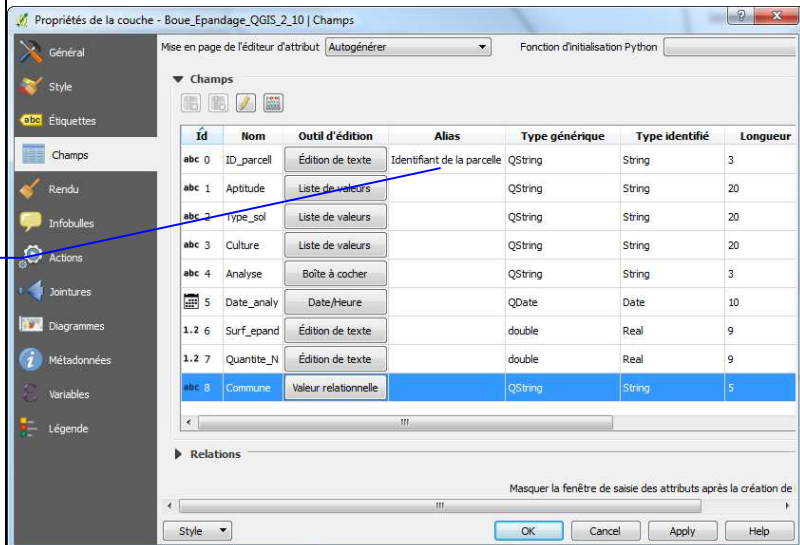 Propriétés de la couche - Boue_Epandage_QGIS_2_10 | Champs
Général
Style
Étiquettes
Champs
Rendu
Infobulles
Actions
Jointures
Diagrammes
Métadonnées
Variables
Légende
Mise en page de l'éditeur d'attribut Autogénérer Fonction d'initialisation Python
Champs
Id Nom Outil d'édition Alias Type générique Type identifié Longueur
abc 0 ID_parcell Édition de texte Identifiant de la parcelle QString String 3
abc 1 Aptitude Liste de valeurs QString String 20
abc 2 Type_sol Liste de valeurs QString String 20
abc 3 Culture Liste de valeurs QString String 20
abc 4 Analyse Boîte à cocher QString String 3
5 Date_analy Date/Heure QDate Date 10
1.2 6 Surf_epand Édition de texte double Real 9
1.2 7 Quantite_N Édition de texte double Real 9
abc 8 Commune Valeur relationnelle QString String 5
Relations
Masquer la fenêtre de saisie des attributs après la création de
Style OK Cancel Apply Help